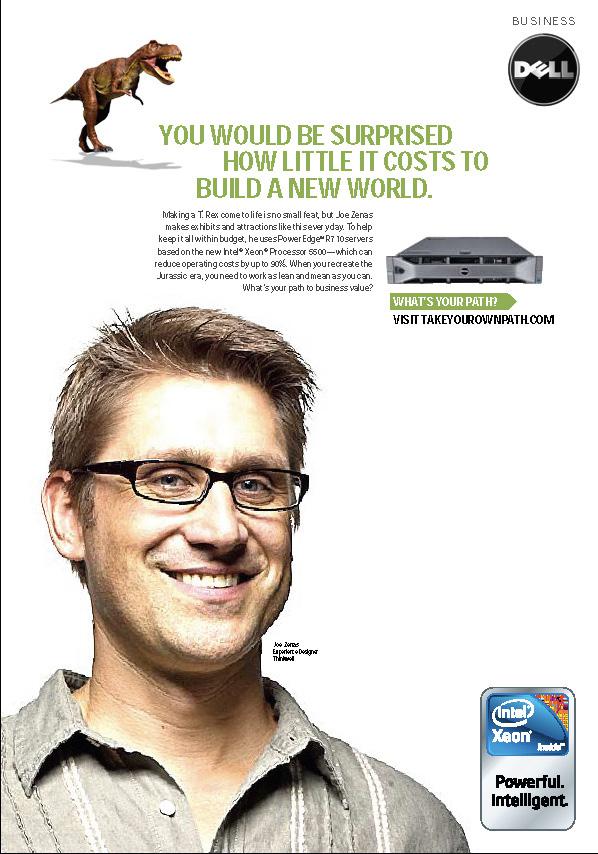 BUSINESS
DELL
YOU WOULD BE SURPRISED
HOW LITTLE IT COSTS TO
BUILD A NEW WORLD.
Making a T. Rex come to life is no small feat, but Joe Zenas
makes exhibits and attractions like this everyday. To help
keep it all within budget, he uses PowerEdge™ R710 servers
based on the new Intel® Xeon® Processor 5500—which can
reduce operating costs by up to 90%. When you recreate the
Jurassic era, you need to work as lean and mean as you can.
What's your path to business value?
WHAT'S YOUR PATH?
VISIT TAKEYOUROWNPATH.COM
Joe Zenas
Experience Designer
Thinkwell
intel
Xeon®
inside™
Powerful.
Intelligent.